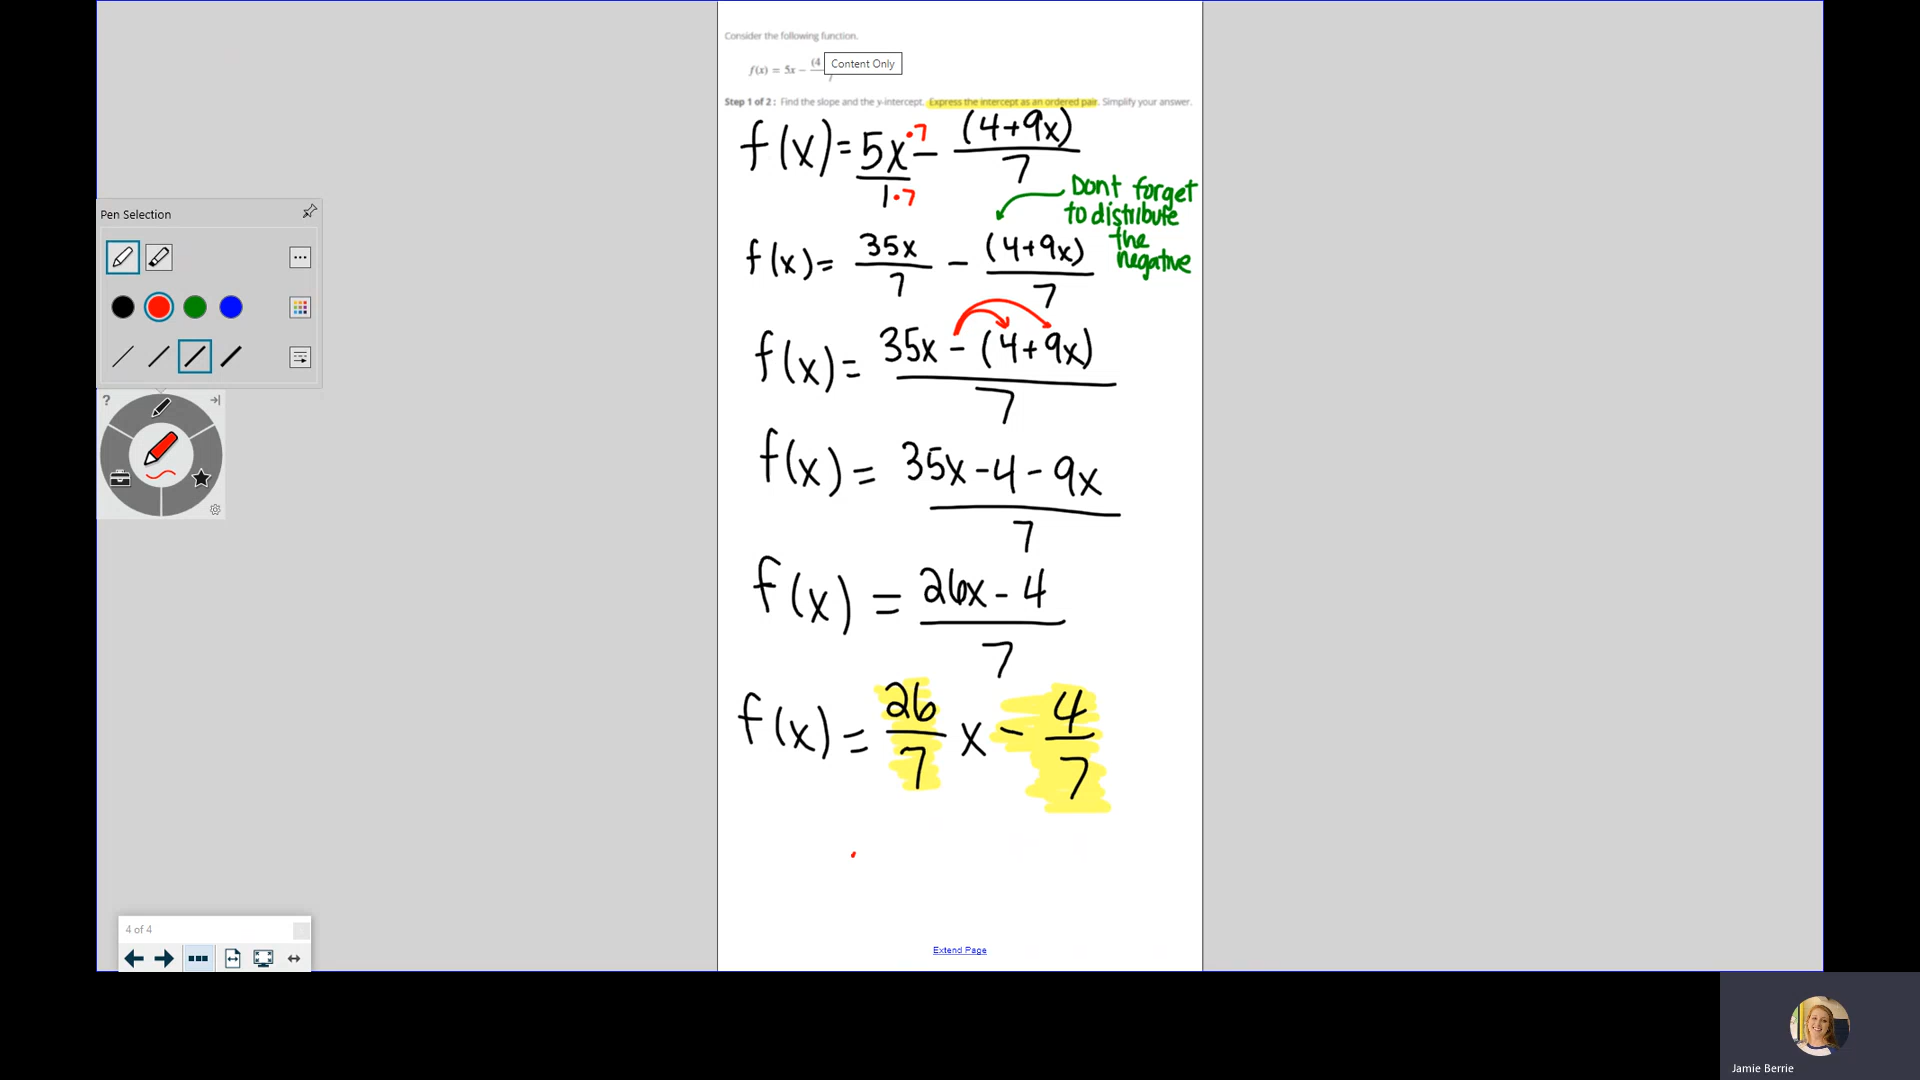 Consider the following function.
f(x) = 5x − (4
Content Only
Step 1 of 2 : Find the slope and the y-intercept. Express the intercept as an ordered pair. Simplify your answer.
f(x) = 5x·7 / 1·7 − (4+9x) / 7
Dont forget
to distribute
the
negative
f(x) = 35x / 7 − (4+9x) / 7
f(x) = 35x − (4+9x) / 7
f(x) = 35x − 4 − 9x / 7
f(x) = 26x − 4 / 7
f(x) = 26/7 x − 4/7
Pen Selection
?
4 of 4
Extend Page
Jamie Berrie